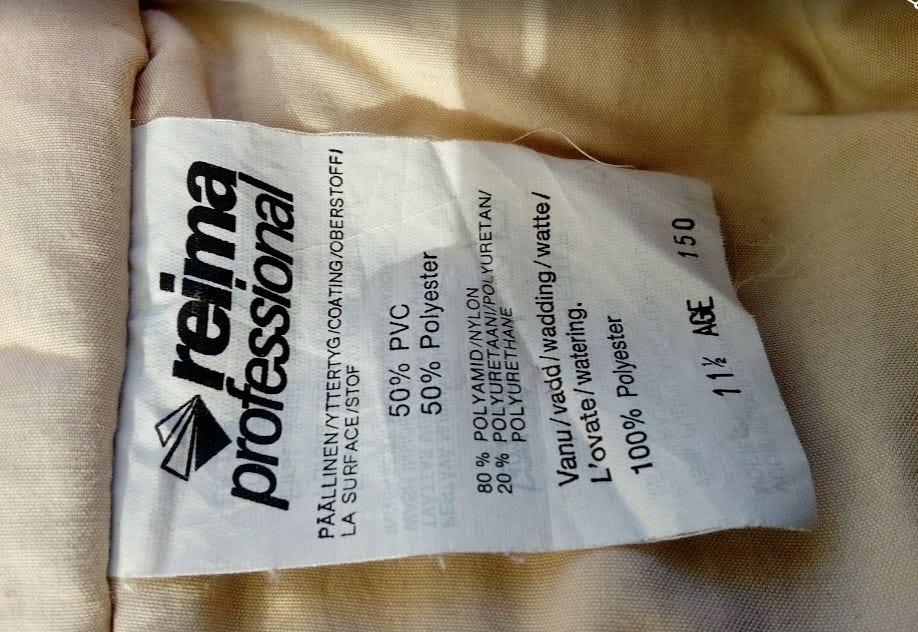 reima
professional
PÄÄLLINEN/YTTERTYG/COATING/OBERSTOFF/
LA SURFACE/STOF
50% PVC
50% Polyester
80 % POLYAMID/NYLON
20 % POLYURETAANI/POLYURETAN/
POLYURETHANE
Vanu/vadd/wadding/watte/
L'ovate/watering.
100% Polyester
11½ AGE 150